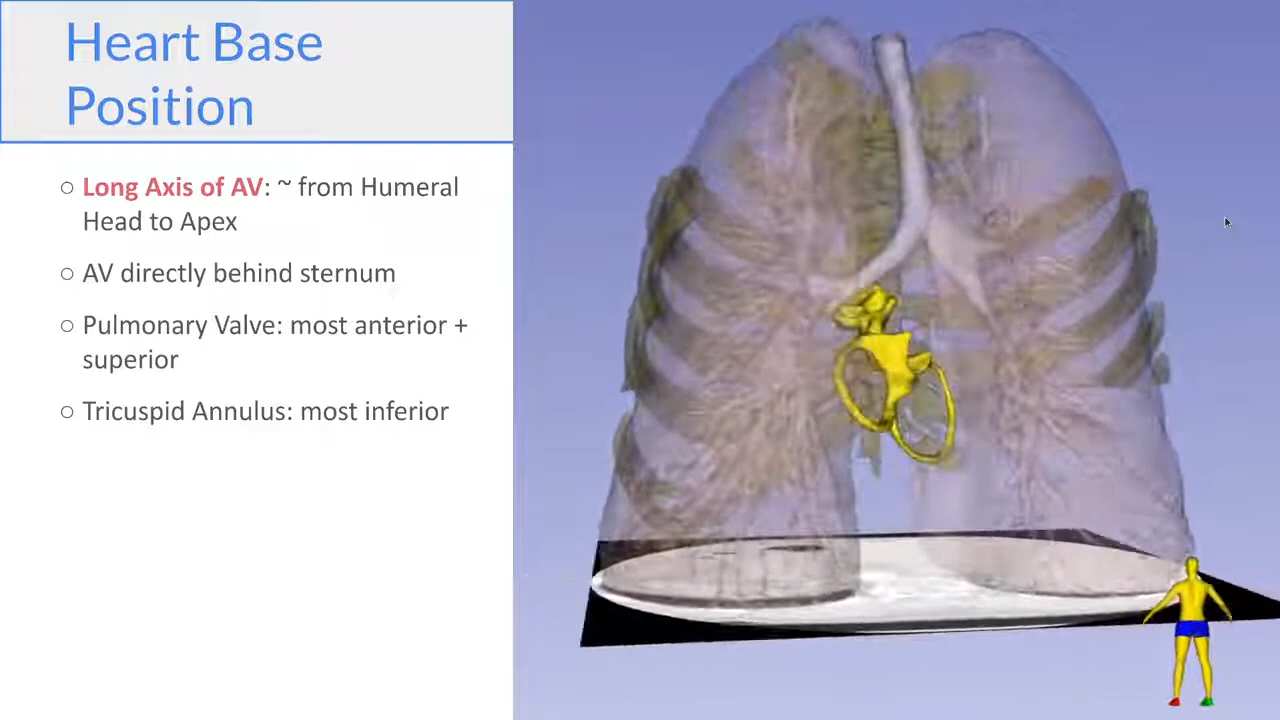 Heart Base
Position
○ Long Axis of AV: ~ from Humeral
Head to Apex
○ AV directly behind sternum
○ Pulmonary Valve: most anterior +
superior
○ Tricuspid Annulus: most inferior